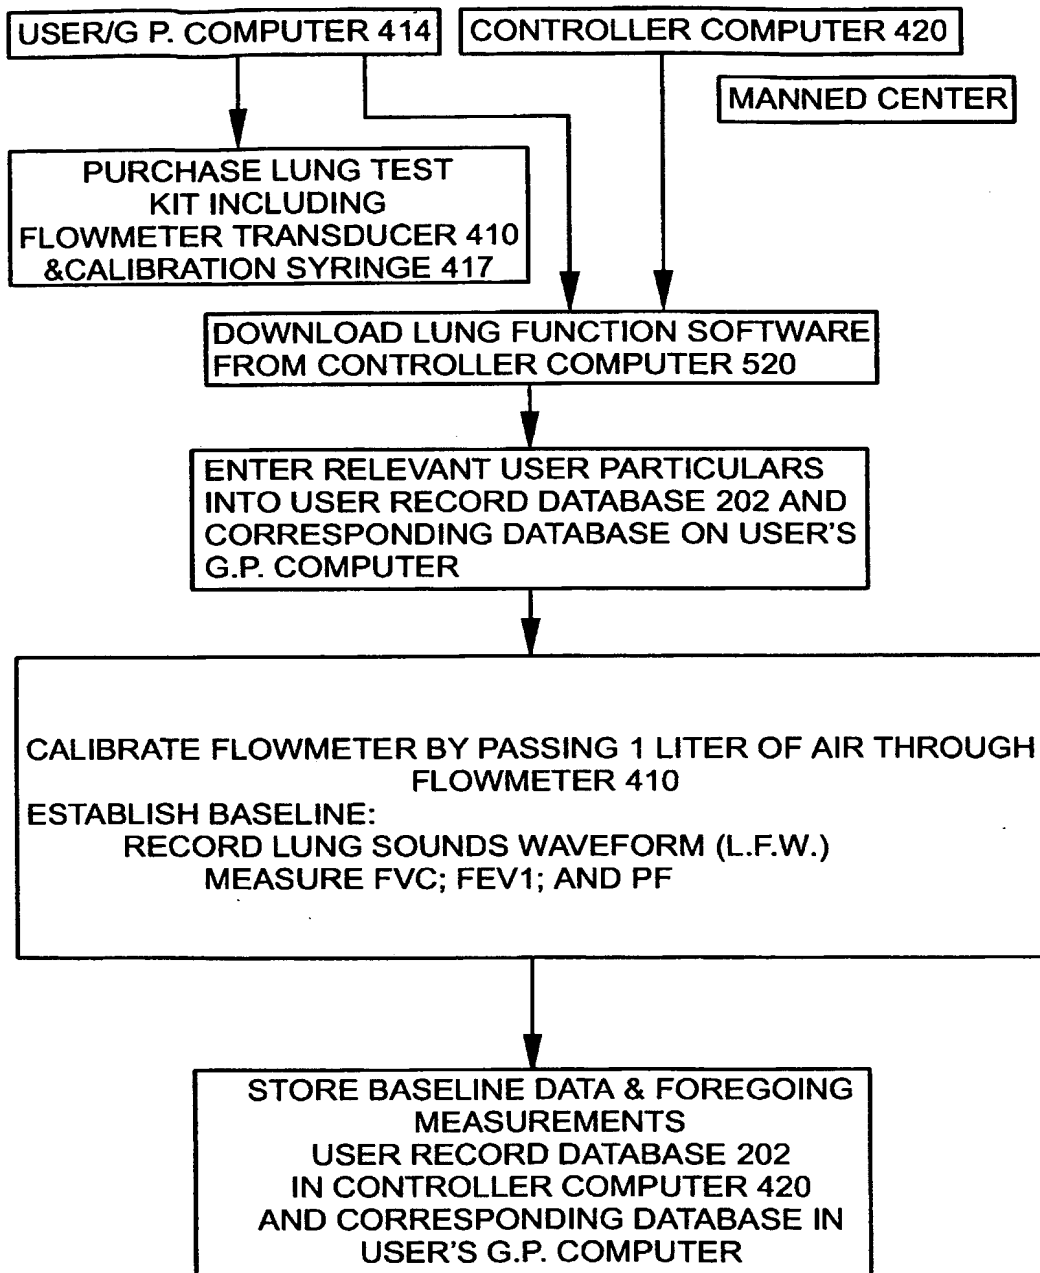 USER/G P. COMPUTER 414
CONTROLLER COMPUTER 420
MANNED CENTER
PURCHASE LUNG TEST
KIT INCLUDING
FLOWMETER TRANSDUCER 410
&CALIBRATION SYRINGE 417
DOWNLOAD LUNG FUNCTION SOFTWARE
FROM CONTROLLER COMPUTER 520
ENTER RELEVANT USER PARTICULARS
INTO USER RECORD DATABASE 202 AND
CORRESPONDING DATABASE ON USER'S
G.P. COMPUTER
CALIBRATE FLOWMETER BY PASSING 1 LITER OF AIR THROUGH
FLOWMETER 410
ESTABLISH BASELINE:
RECORD LUNG SOUNDS WAVEFORM (L.F.W.)
MEASURE FVC; FEV1; AND PF
STORE BASELINE DATA & FOREGOING
MEASUREMENTS
USER RECORD DATABASE 202
IN CONTROLLER COMPUTER 420
AND CORRESPONDING DATABASE IN
USER'S G.P. COMPUTER